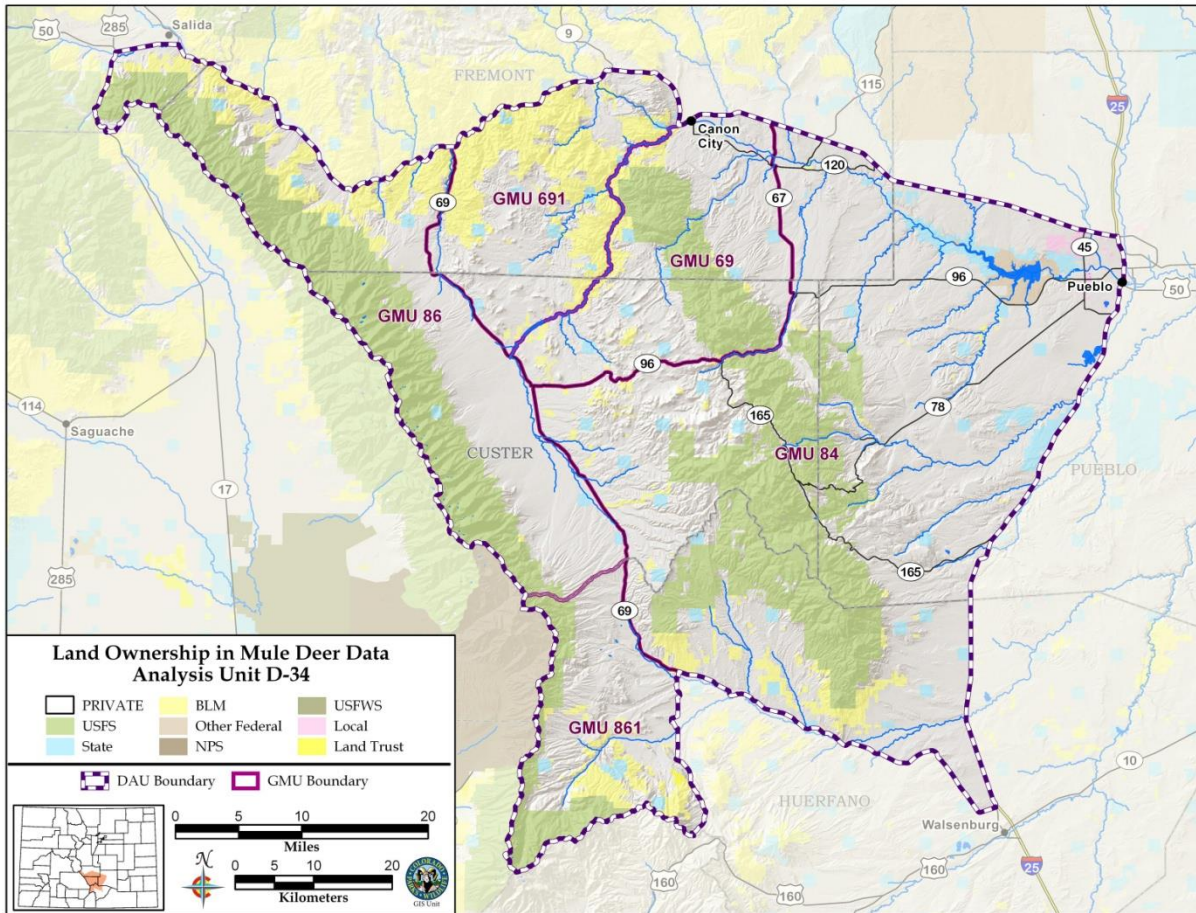 50
285
Salida
9
FREMONT
115
25
Canon
City
120
69
GMU 691
67
GMU 69
45
96
Pueblo
50
GMU 86
96
114
Saguache
165
78
CUSTER
GMU 84
PUEBLO
17
285
165
69
GMU 861
10
HUERFANO
Walsenburg
160
25
160
160
Land Ownership in Mule Deer Data
Analysis Unit D-34
PRIVATE
BLM
USFWS
USFS
Other Federal
Local
State
NPS
Land Trust
DAU Boundary
GMU Boundary
0 5 10 20
Miles
N
0 5 10 20
Kilometers
COLORADO
PARKS
WILDLIFE
GIS Unit